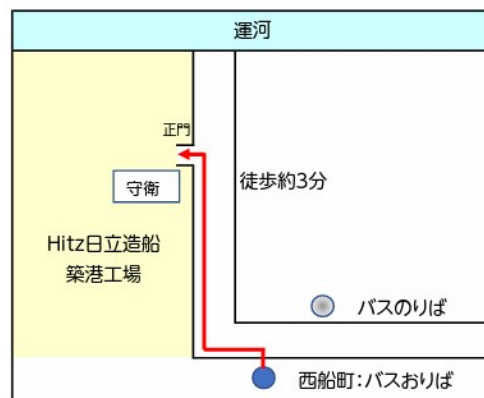 運河
正門
守衛
徒歩約3分
Hitz日立造船
築港工場
バスのりば
西船町：バスおりば